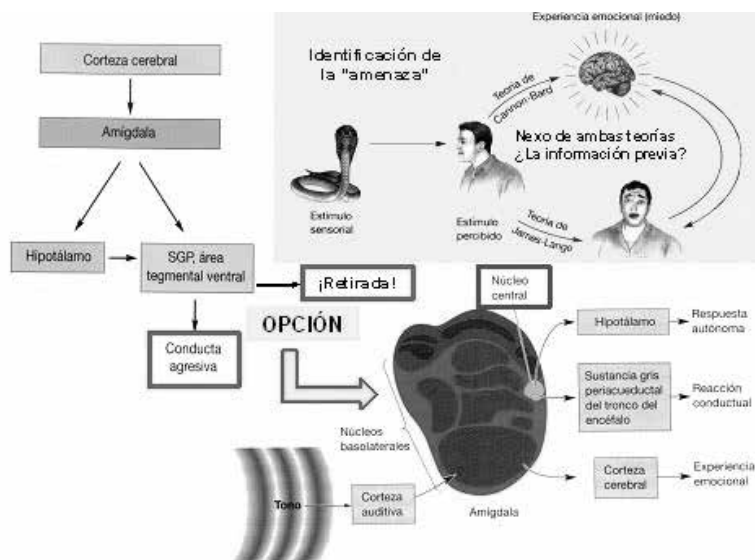 Corteza cerebral
Amígdala
Hipotálamo
SGP, área
tegmental ventral
¡Retirada!
Conducta
agresiva
OPCIÓN
Identificación de
la "amenaza"
Experiencia emocional (miedo)
Teoría de
Cannon-Bard
Nexo de ambas teorías
¿La información previa?
Estímulo
sensorial
Estímulo
percibido
Teoría de
James-Lange
Núcleo
central
Hipotálamo
Respuesta
autónoma
Sustancia gris
periacueductal
del tronco del
encéfalo
Reacción
conductual
Núcleos
basolaterales
Tono
Corteza
auditiva
Amígdala
Corteza
cerebral
Experiencia
emocional